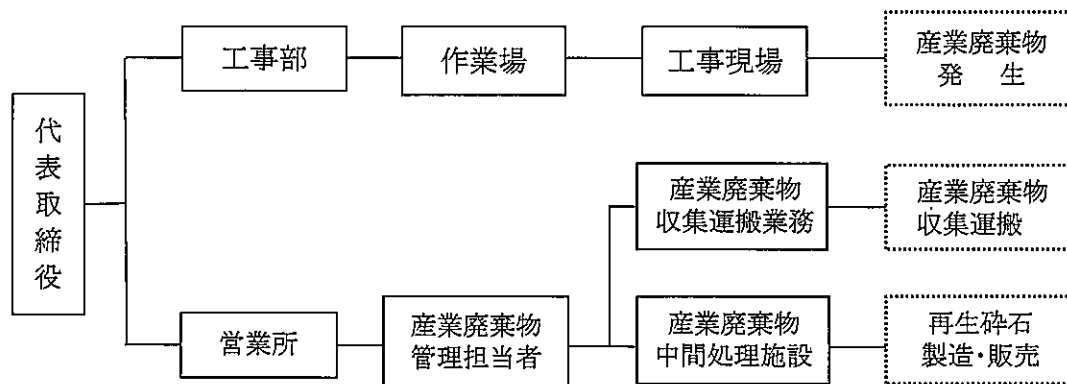 代表取締役
工事部
作業場
工事現場
産業廃棄物
発 生
産業廃棄物
収集運搬業務
産業廃棄物
収集運搬
営業所
産業廃棄物
管理担当者
産業廃棄物
中間処理施設
再生砕石
製造・販売